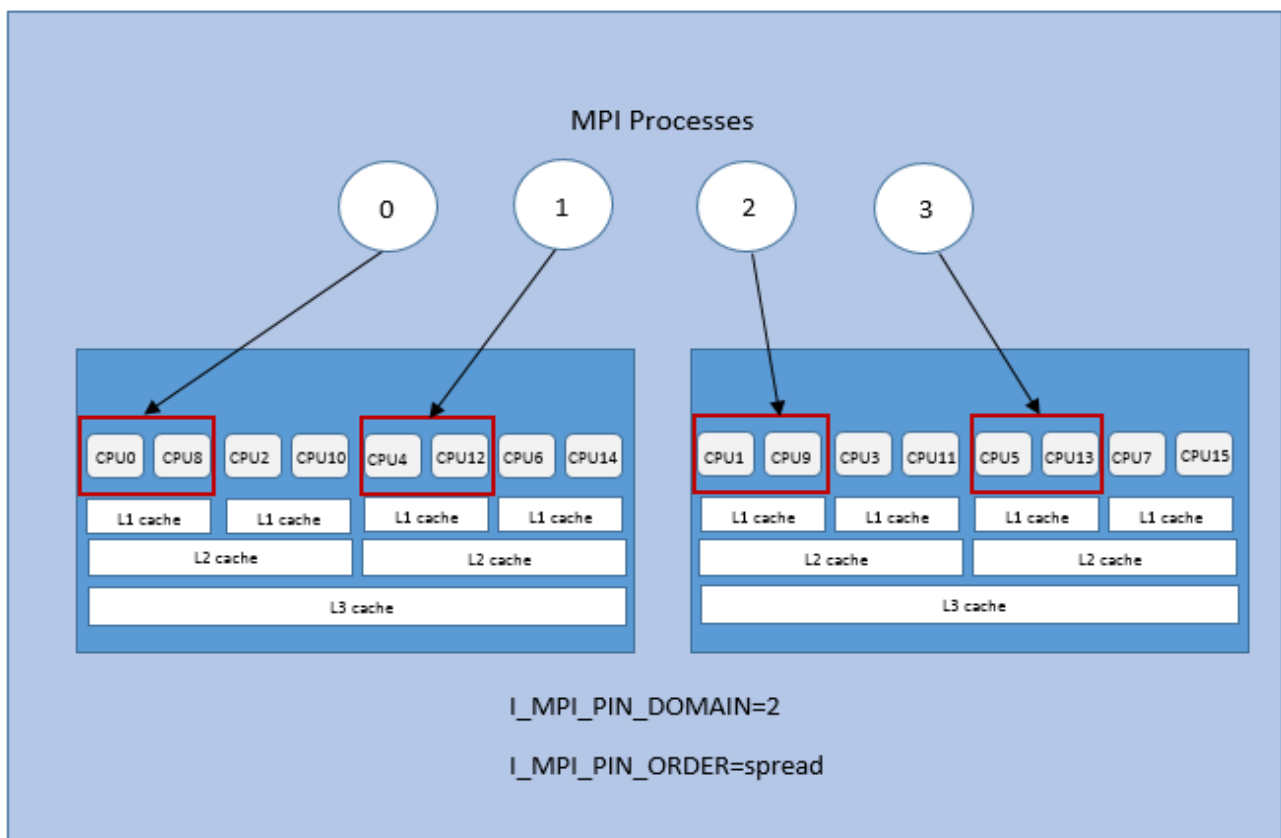 MPI Processes
0 1 2 3
CPU0 CPU8 CPU2 CPU10 CPU4 CPU12 CPU6 CPU14 CPU1 CPU9 CPU3 CPU11 CPU5 CPU13 CPU7 CPU15
L1 cache L1 cache L1 cache L1 cache L1 cache L1 cache L1 cache L1 cache
L2 cache L2 cache L2 cache L2 cache
L3 cache L3 cache
I_MPI_PIN_DOMAIN=2
I_MPI_PIN_ORDER=spread